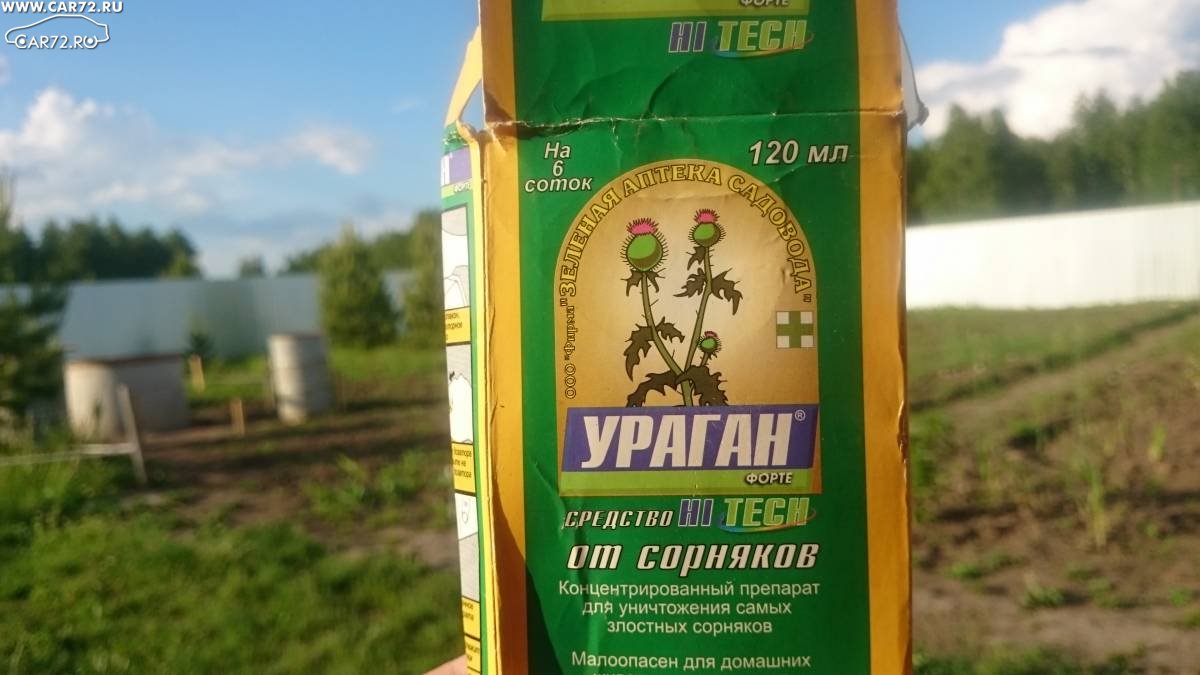 WWW.CAR72.RU
CAR72.RU
ФОРТЕ
HI TECH
На
6
соток
120 мл
ООО "Фирма "ЗЕЛЕНАЯ АПТЕКА САДОВОДА"
УРАГАН®
ФОРТЕ
СРЕДСТВО HI TECH
от сорняков
Концентрированный препарат
для уничтожения самых
злостных сорняков
Малоопасен для домашних